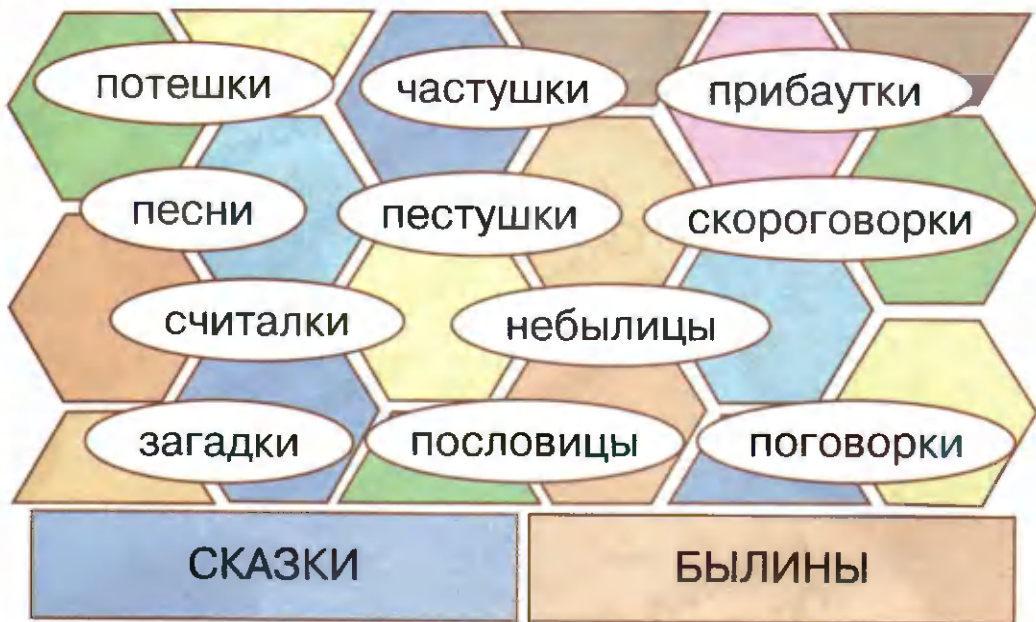 потешки частушки прибаутки
песни пестушки скороговорки
считалки небылицы
загадки пословицы поговорки
СКАЗКИ БЫЛИНЫ